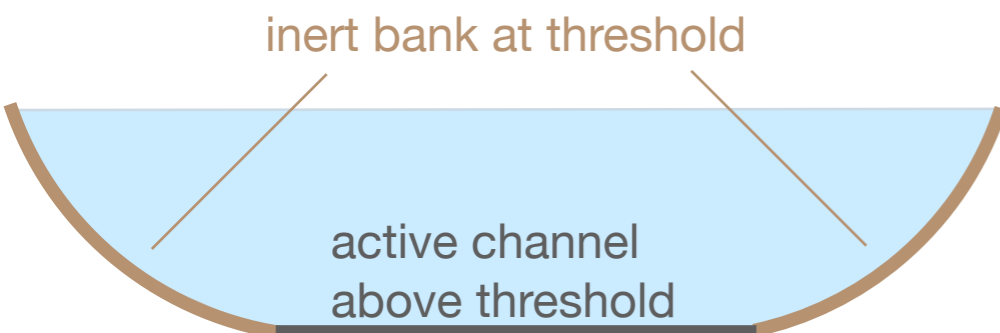 inert bank at threshold
active channel
above threshold